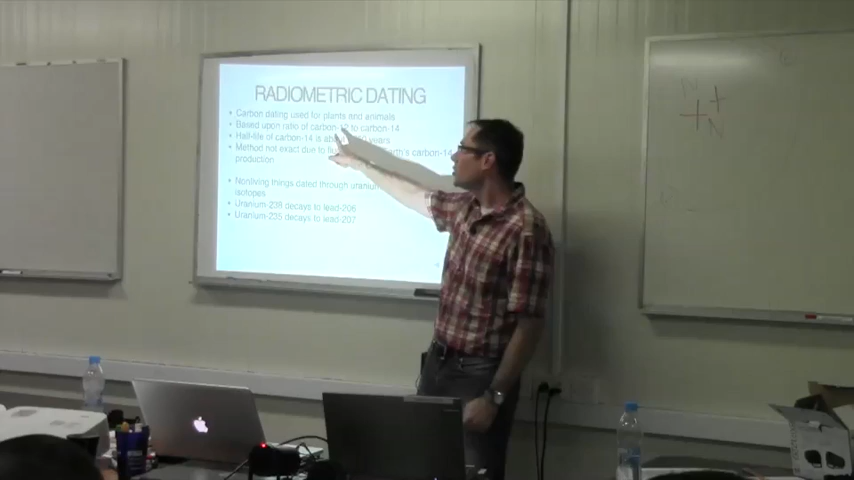 RADIOMETRIC DATING
• Carbon dating used for plants and animals
• Based upon ratio of carbon-12 to carbon-14
• Half-life of carbon-14 is about years
• Method not exact due to earth's carbon-14
production
• Nonliving things dated through uranium
isotopes
• Uranium-238 decays to lead-206
• Uranium-235 decays to lead-207
N +
+ N